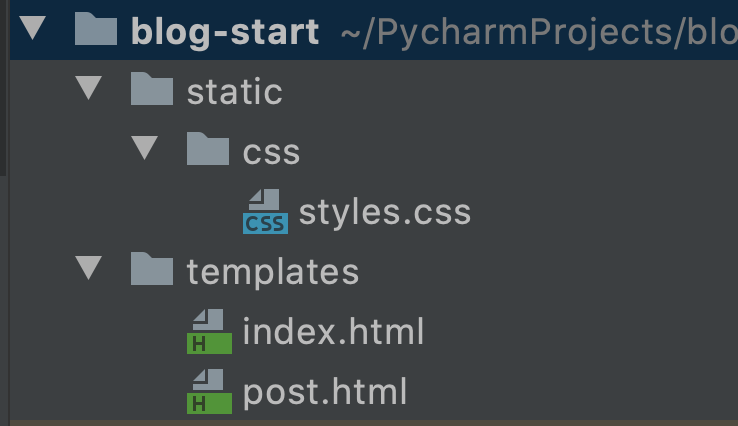 blog-start ~/PycharmProjects/blo
static
css
CSS styles.css
templates
H index.html
H post.html